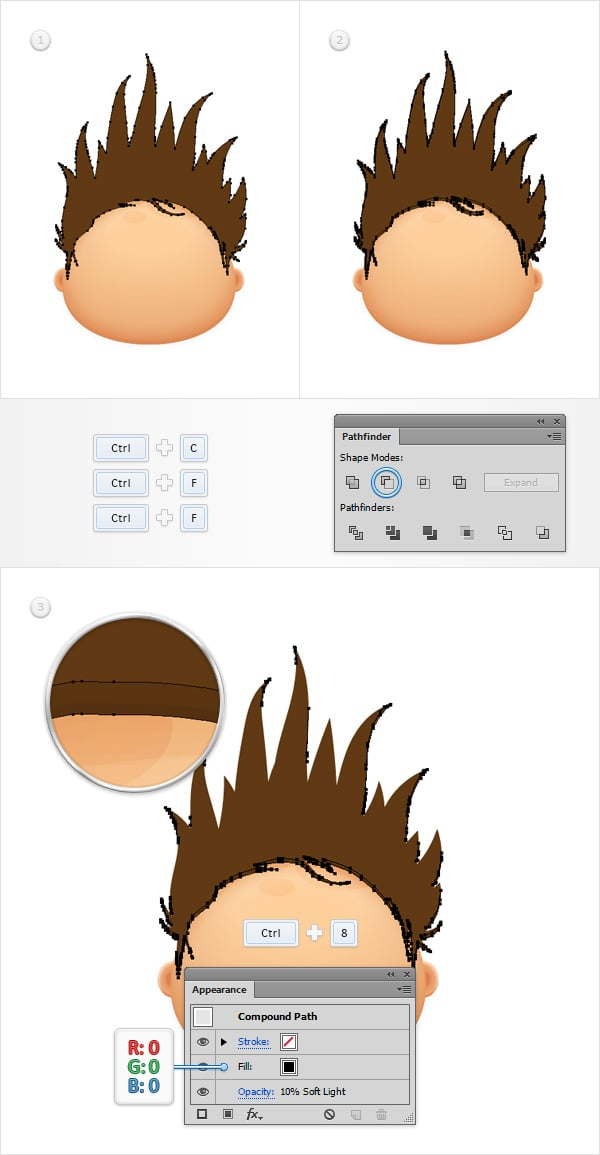 1
2
Ctrl + C
Ctrl + F
Ctrl + F
Pathfinder
Shape Modes:
Expand
Pathfinders:
3
Ctrl + 8
Appearance
Compound Path
Stroke:
Fill:
Opacity: 10% Soft Light
fx
R: 0
G: 0
B: 0